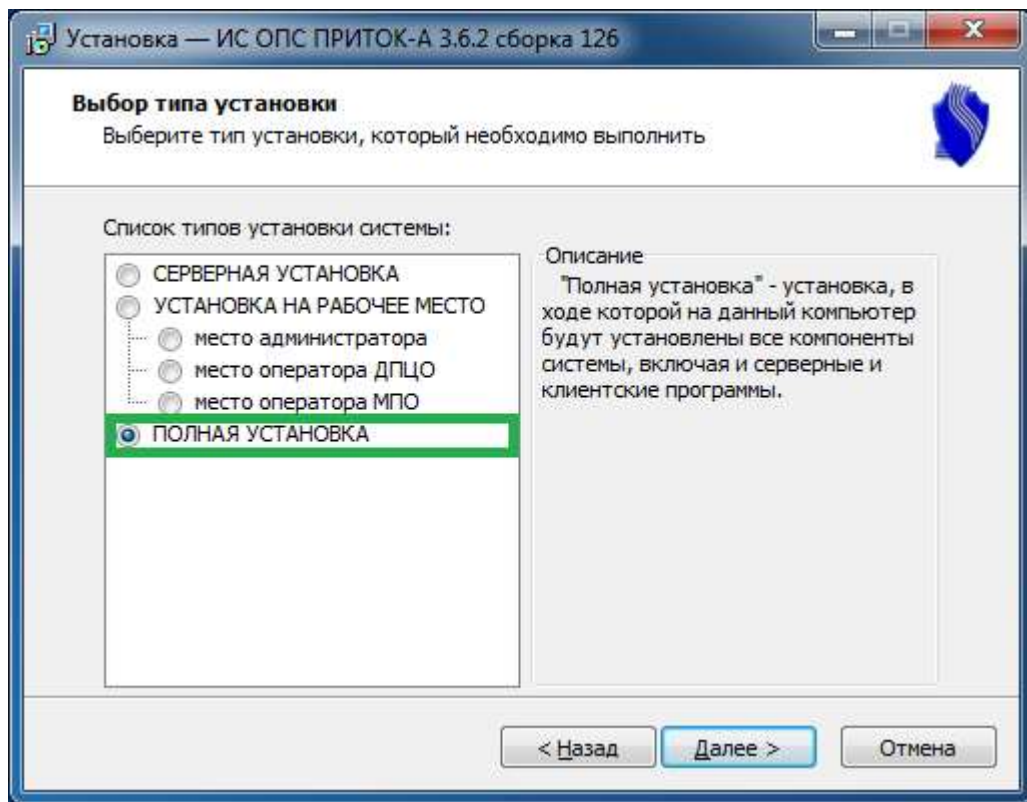 Установка — ИС ОПС ПРИТОК-А 3.6.2 сборка 126
Выбор типа установки
Выберите тип установки, который необходимо выполнить
Список типов установки системы:
СЕРВЕРНАЯ УСТАНОВКА
УСТАНОВКА НА РАБОЧЕЕ МЕСТО
место администратора
место оператора ДПЦО
место оператора МПО
ПОЛНАЯ УСТАНОВКА
Описание
"Полная установка" - установка, в
ходе которой на данный компьютер
будут установлены все компоненты
системы, включая и серверные и
клиентские программы.
< Назад
Далее >
Отмена